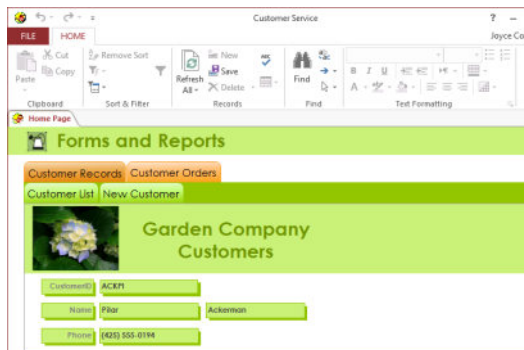 Customer Service ? –
FILE HOME Joyce Co
Cut Remove Sort New Save
Copy
Paste Refresh All Delete Find B I U A
Clipboard Sort & Filter Records Find Text Formatting
Home Page
Forms and Reports
Customer Records Customer Orders
Customer List New Customer
Garden Company
Customers
CustomerID ACKPI
Name Pilar Ackerman
Phone (425) 555-0194